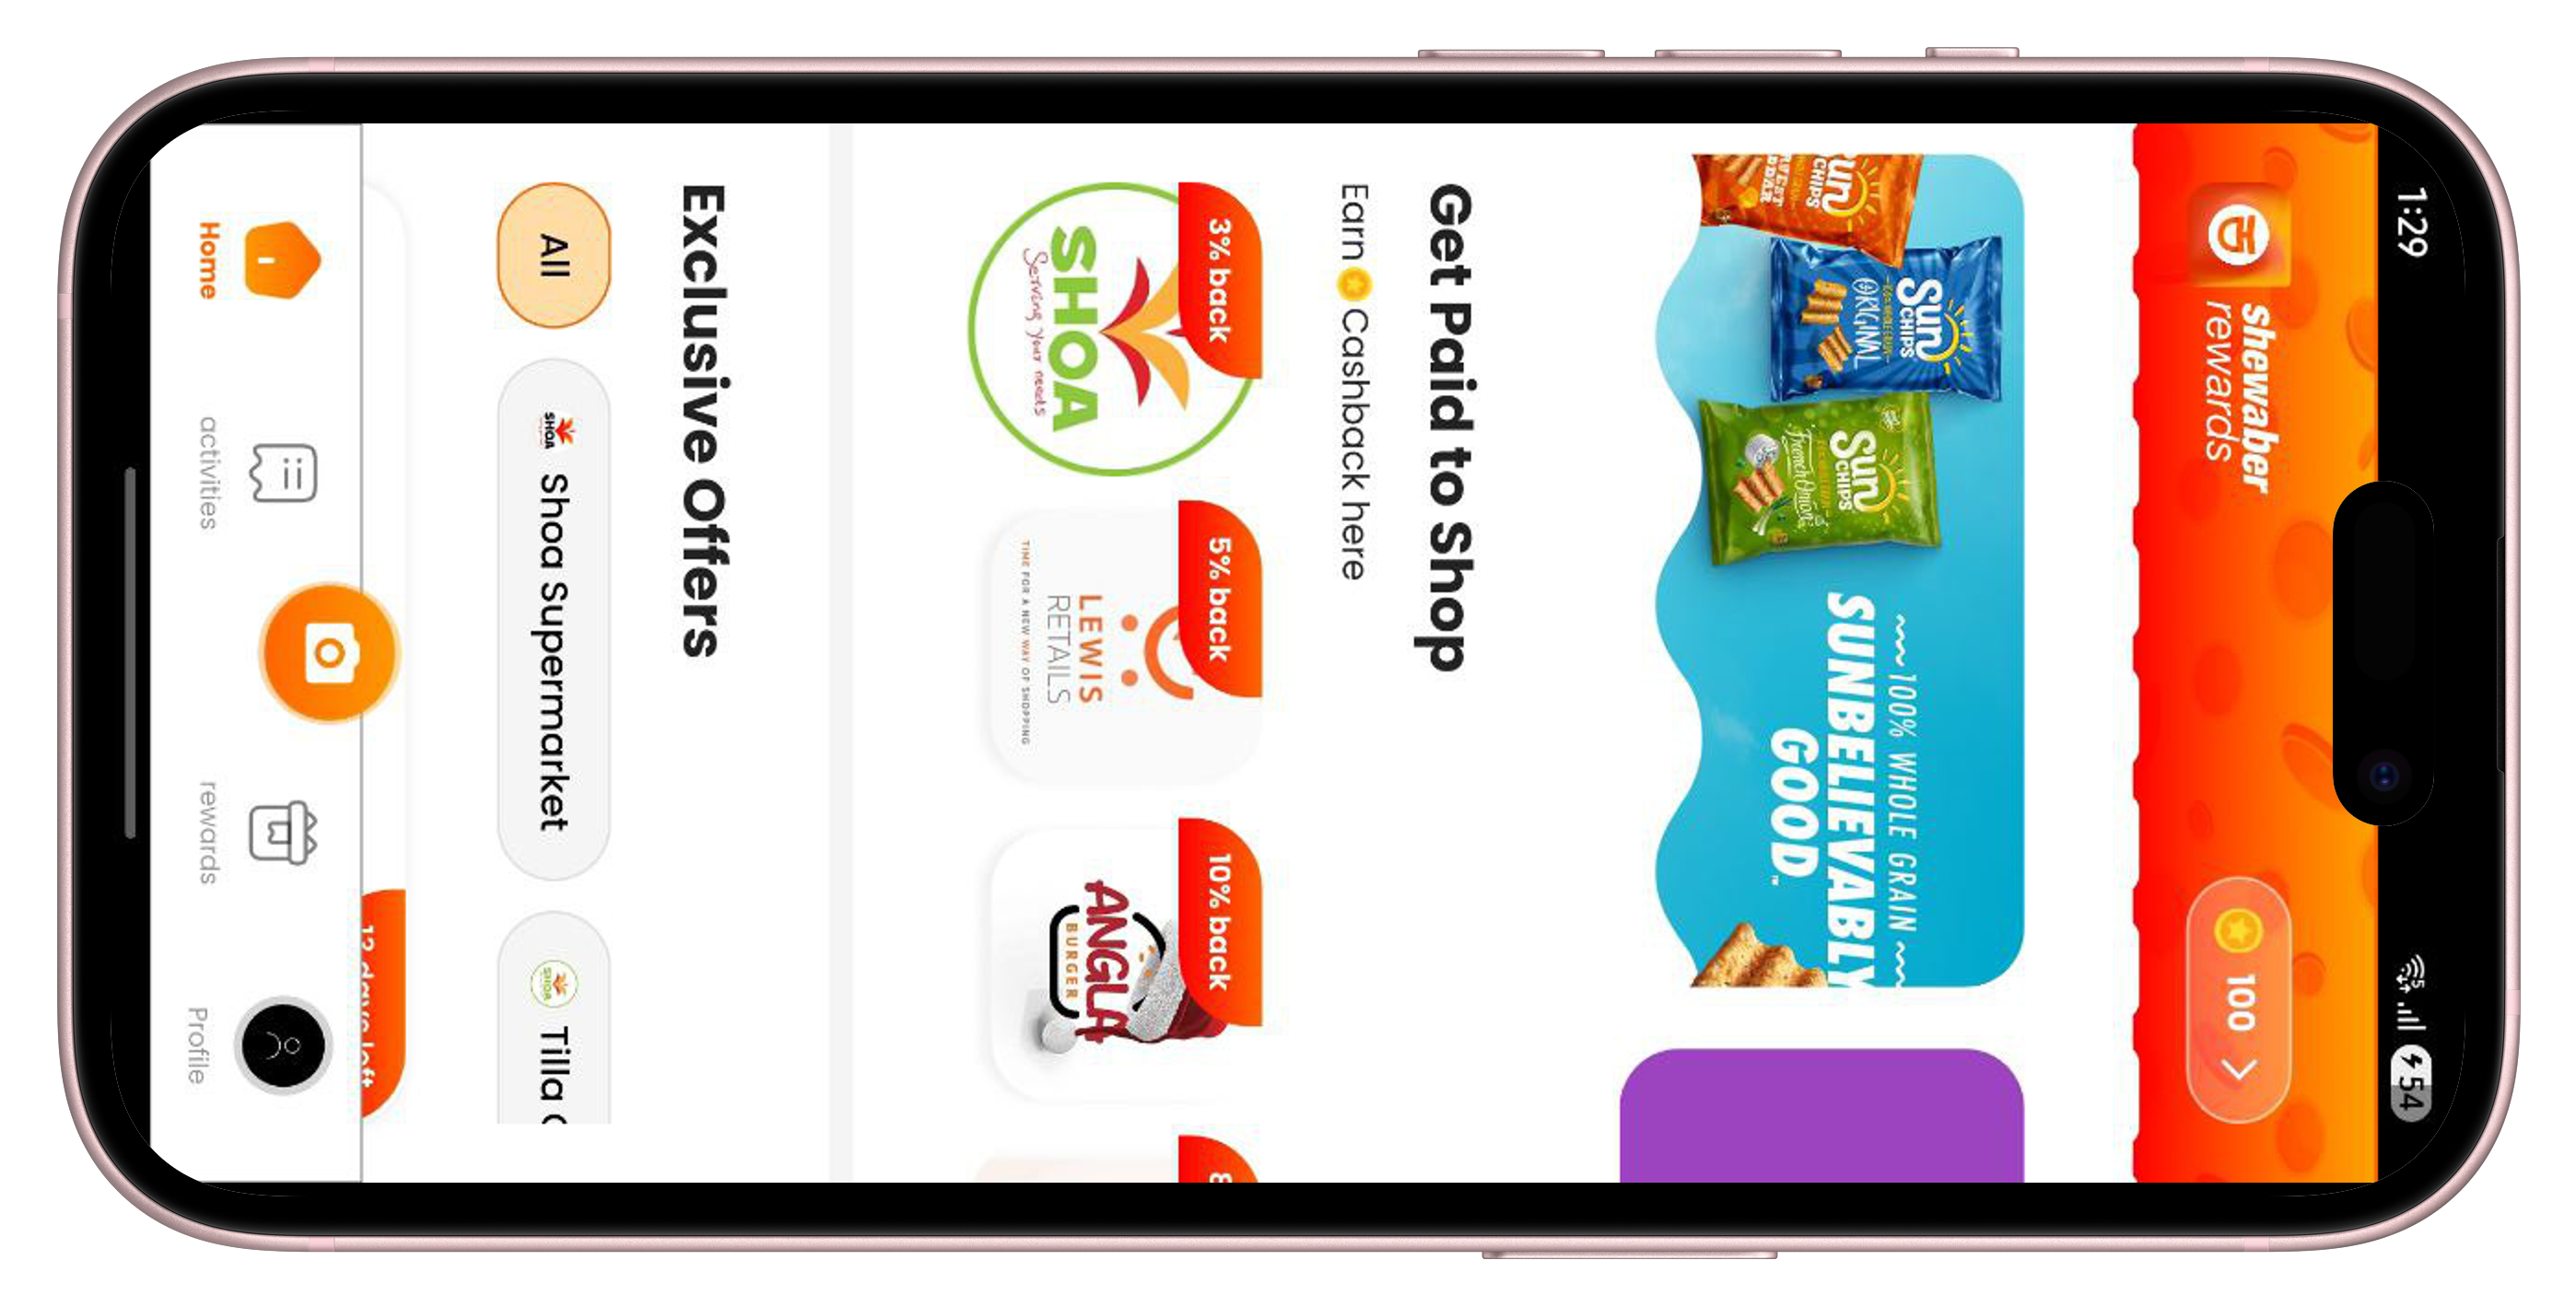 1:29
5
54
shewaber
rewards
100
Sun
CHIPS
Sun
CHIPS
ORIGINAL
Sun
CHIPS
French Onion
100% WHOLE GRAIN
SUNBELIEVABLY
GOOD
Get Paid to Shop
Earn Cashback here
3% back
SHOA
Serving your needs
5% back
LEWIS
RETAILS
TIME FOR A NEW WAY OF SHOPPING
10% back
ANGLA
BURGER
8
Exclusive Offers
All
SHOA
Shoa Supermarket
SHOA
Tilla
12 days left
Home
activities
rewards
Profile